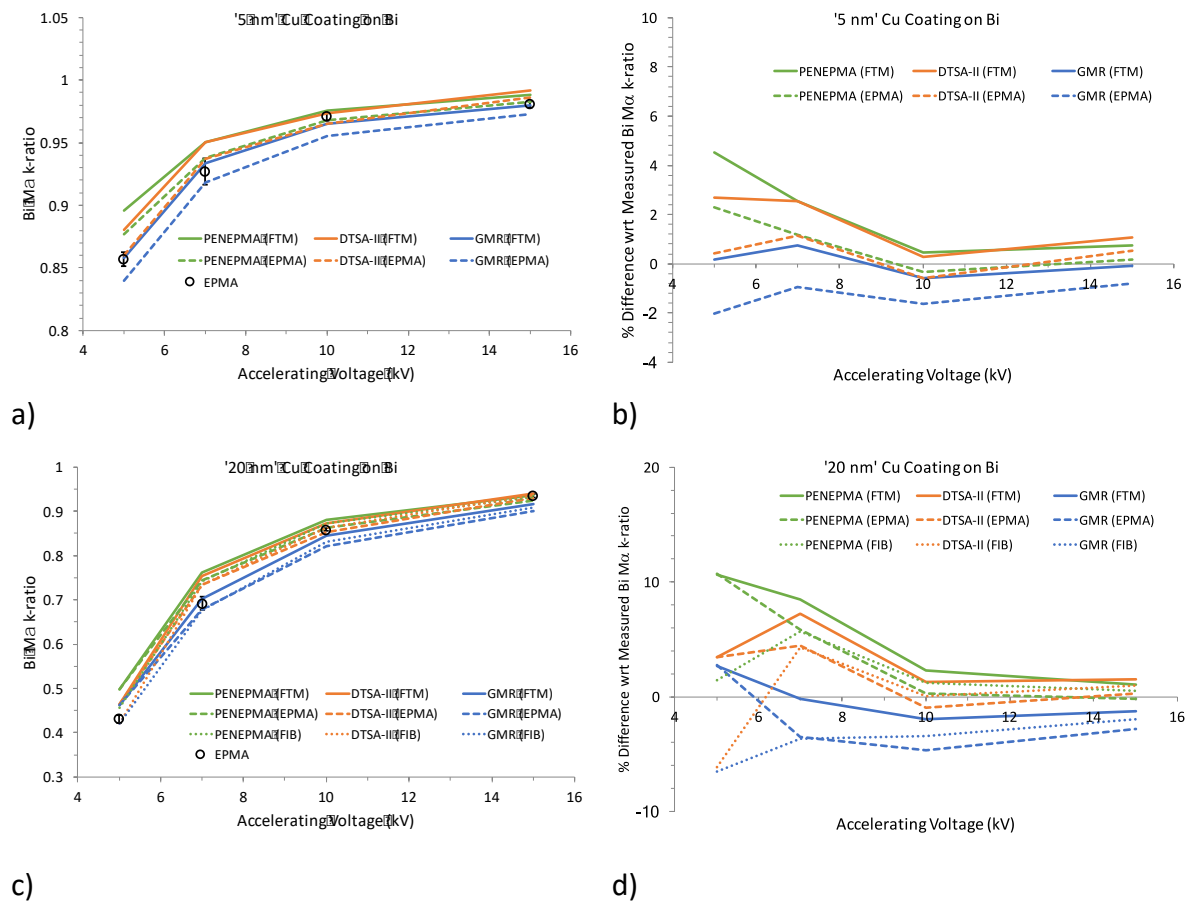 '5 nm' Cu Coating on Bi
1.05
1
0.95
0.9
0.85
0.8
Bi Mα k-ratio
PENEPMA (FTM) DTSA-II (FTM) GMR (FTM)
PENEPMA (EPMA) DTSA-II (EPMA) GMR (EPMA)
EPMA
4 6 8 10 12 14 16
Accelerating Voltage (kV)
a)
'5 nm' Cu Coating on Bi
10
8
6
4
2
0
-2
-4
% Difference wrt Measured Bi Mα k-ratio
PENEPMA (FTM) DTSA-II (FTM) GMR (FTM)
PENEPMA (EPMA) DTSA-II (EPMA) GMR (EPMA)
4 6 8 10 12 14 16
Accelerating Voltage (kV)
b)
'20 nm' Cu Coating on Bi
1
0.9
0.8
0.7
0.6
0.5
0.4
0.3
Bi Mα k-ratio
PENEPMA (FTM) DTSA-II (FTM) GMR (FTM)
PENEPMA (EPMA) DTSA-II (EPMA) GMR (EPMA)
PENEPMA (FIB) DTSA-II (FIB) GMR (FIB)
EPMA
4 6 8 10 12 14 16
Accelerating Voltage (kV)
c)
'20 nm' Cu Coating on Bi
20
10
0
-10
% Difference wrt Measured Bi Mα k-ratio
PENEPMA (FTM) DTSA-II (FTM) GMR (FTM)
PENEPMA (EPMA) DTSA-II (EPMA) GMR (EPMA)
PENEPMA (FIB) DTSA-II (FIB) GMR (FIB)
4 6 8 10 12 14 16
Accelerating Voltage (kV)
d)